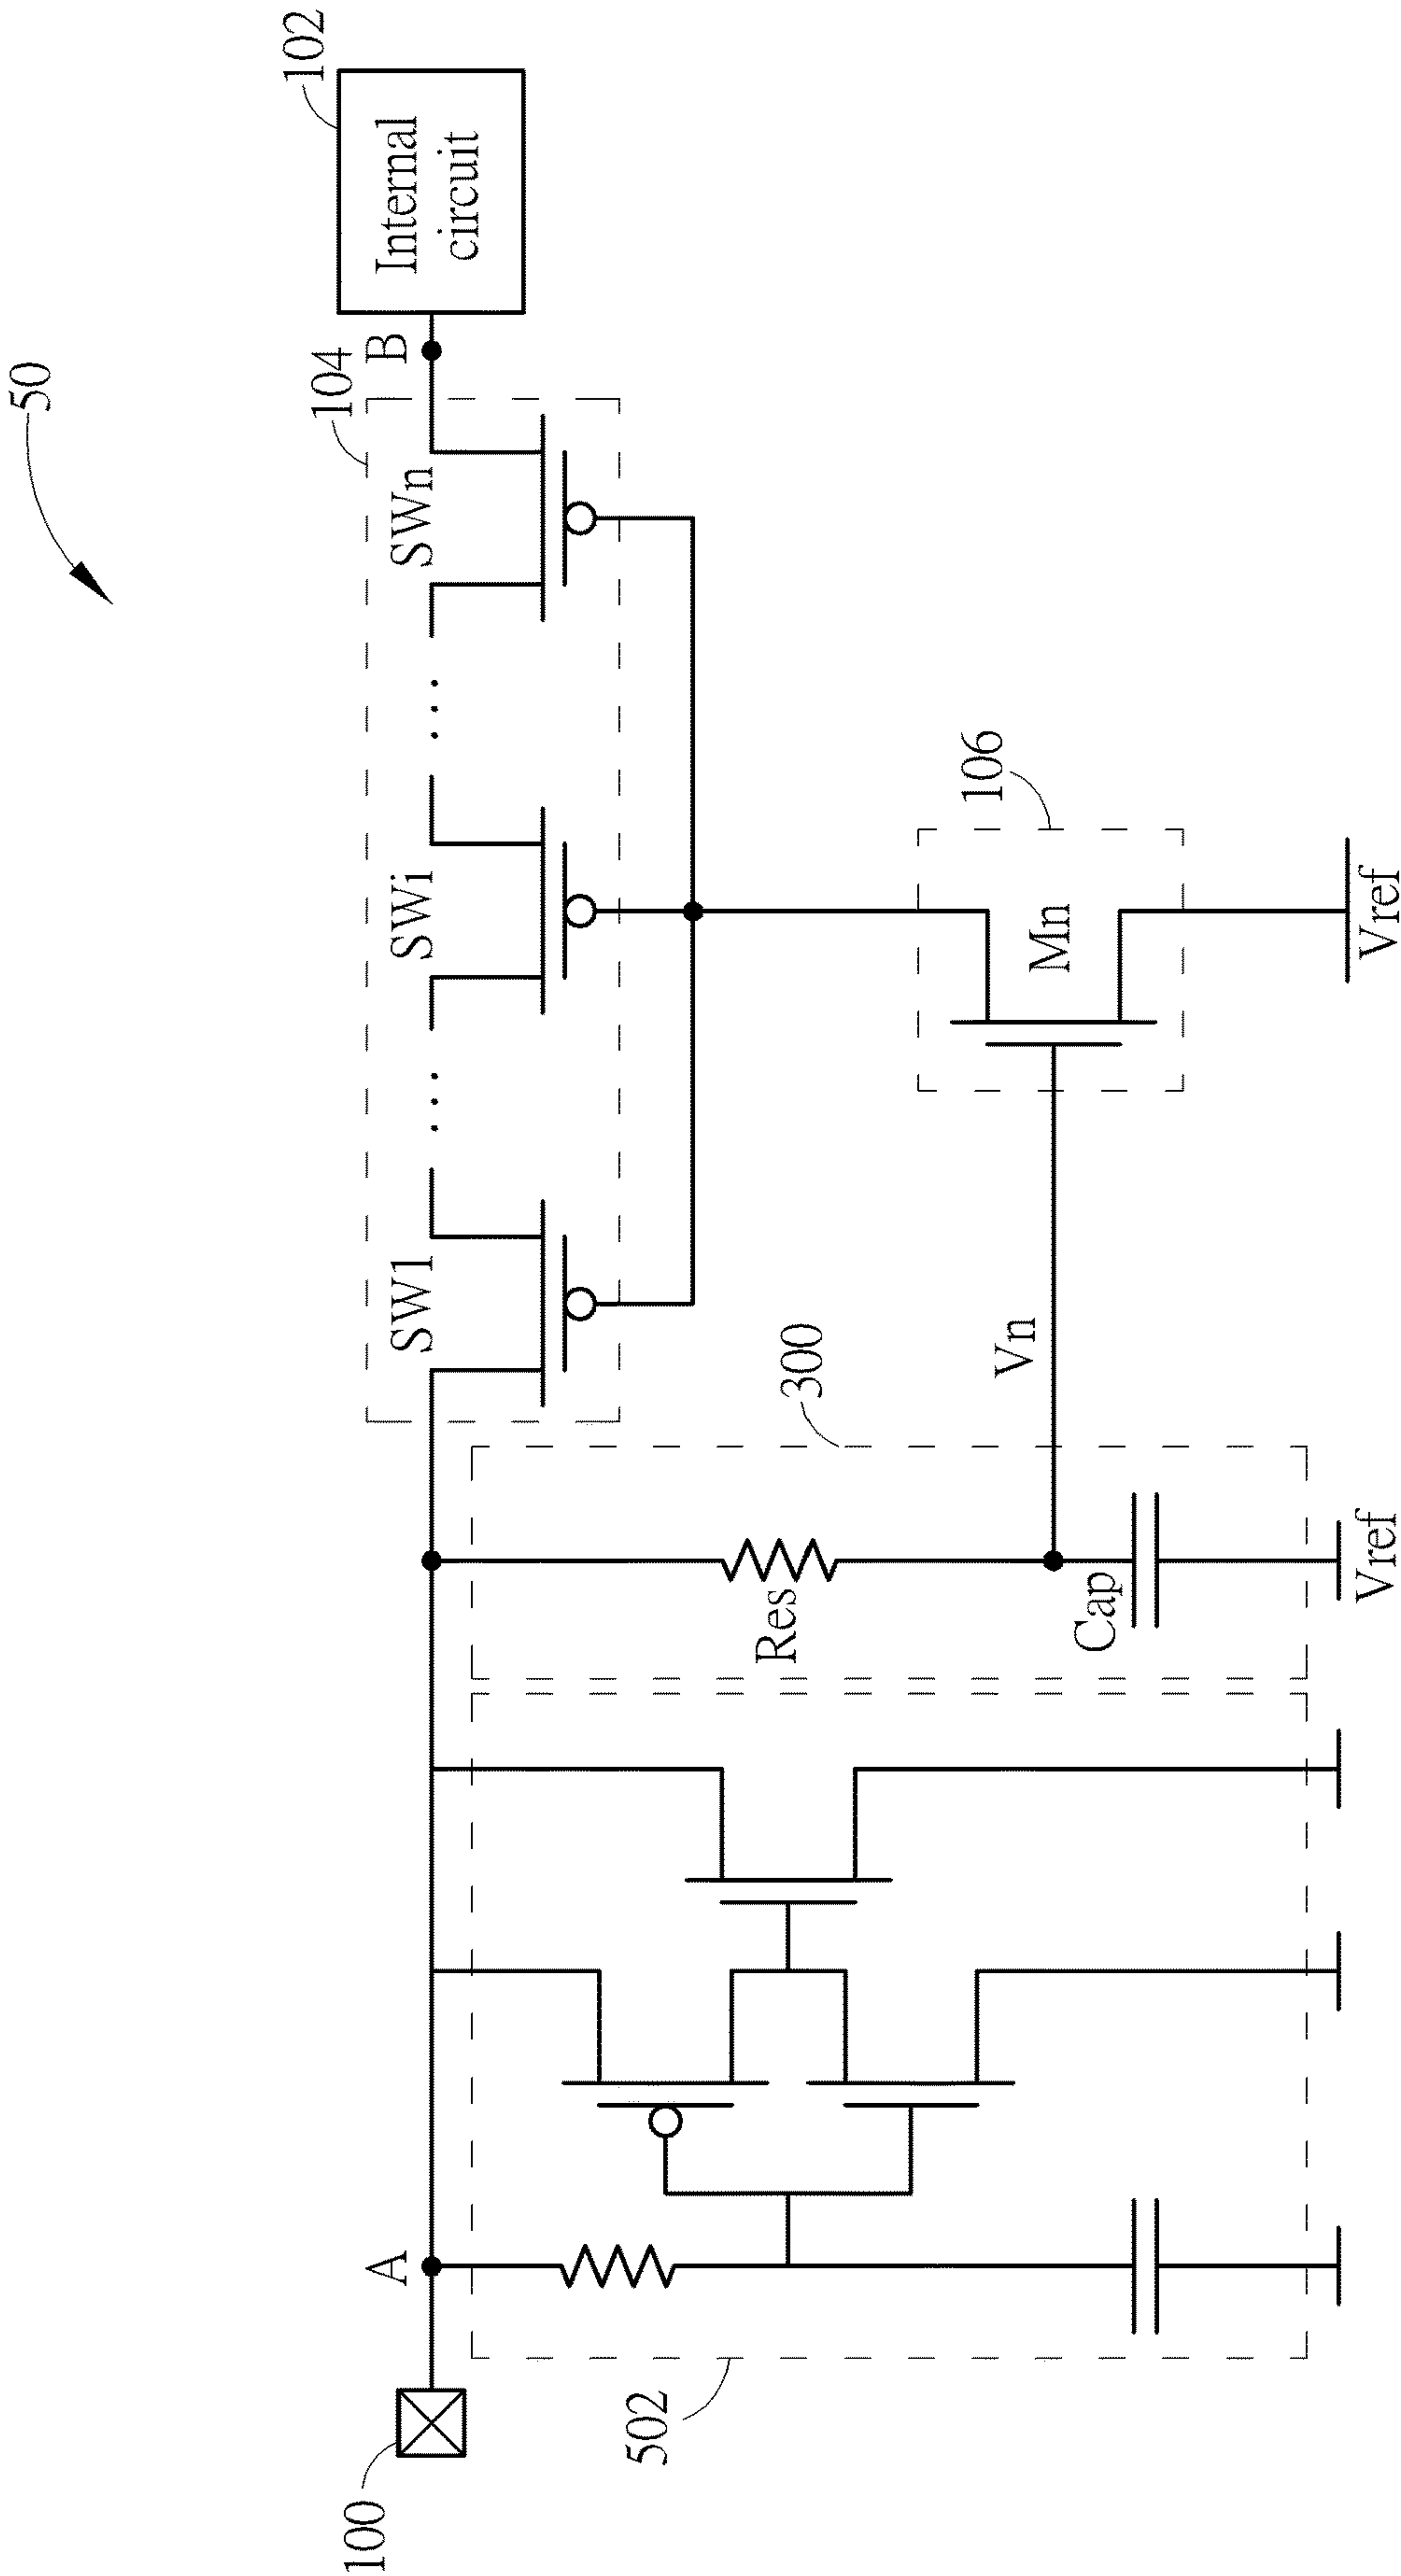 50
100
A
502
Res
Cap
Vref
300
Vn
SW1
...
SWi
...
SWn
104
B
102
Internal
circuit
106
Mn
Vref